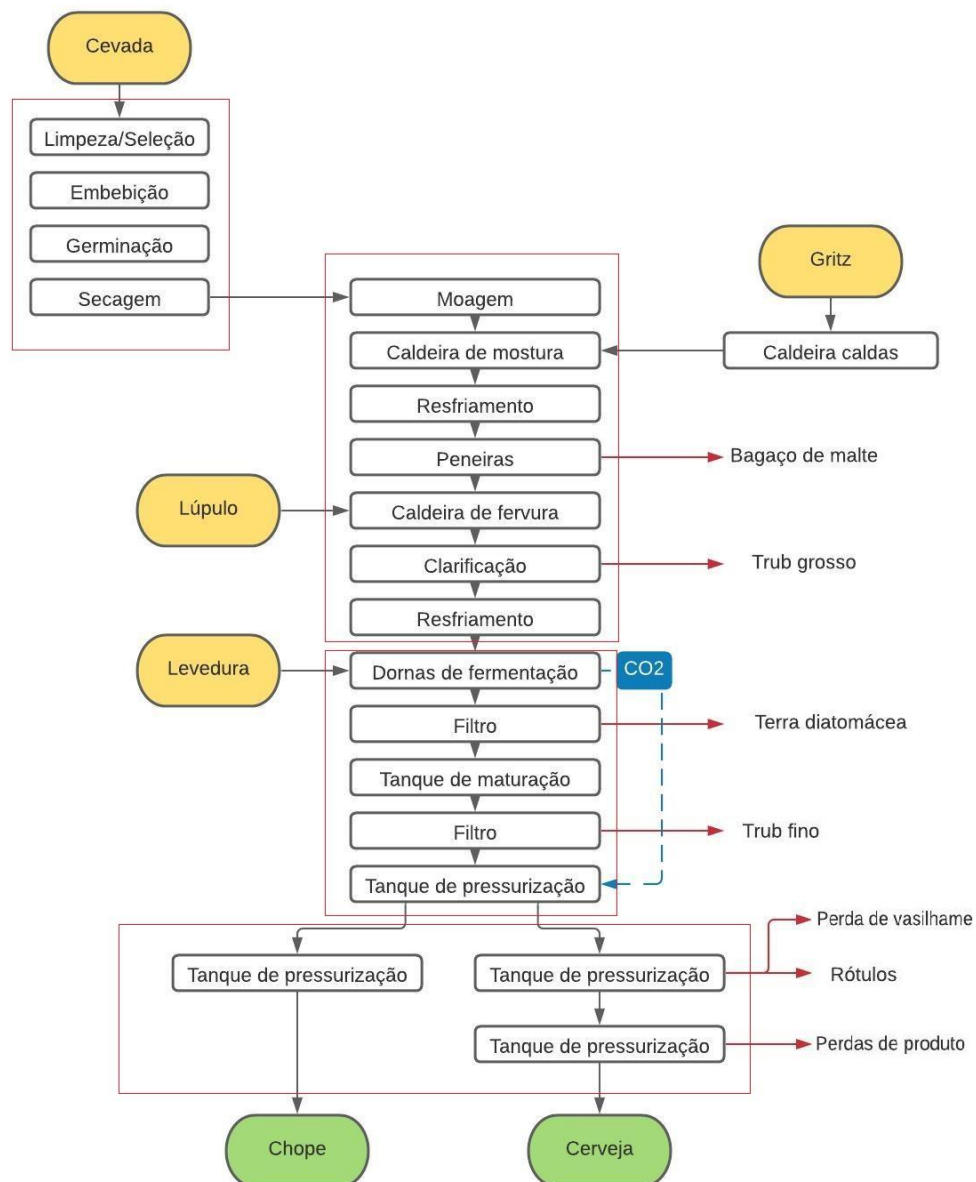 Cevada
Limpeza/Seleção
Embebição
Germinação
Secagem
Gritz
Moagem
Caldeira de mostura
Caldeira caldas
Resfriamento
Peneiras
Bagaço de malte
Lúpulo
Caldeira de fervura
Clarificação
Trub grosso
Resfriamento
Levedura
Dornas de fermentação
CO2
Filtro
Terra diatomácea
Tanque de maturação
Filtro
Trub fino
Tanque de pressurização
Perda de vasilhame
Tanque de pressurização
Tanque de pressurização
Rótulos
Tanque de pressurização
Perdas de produto
Chope
Cerveja